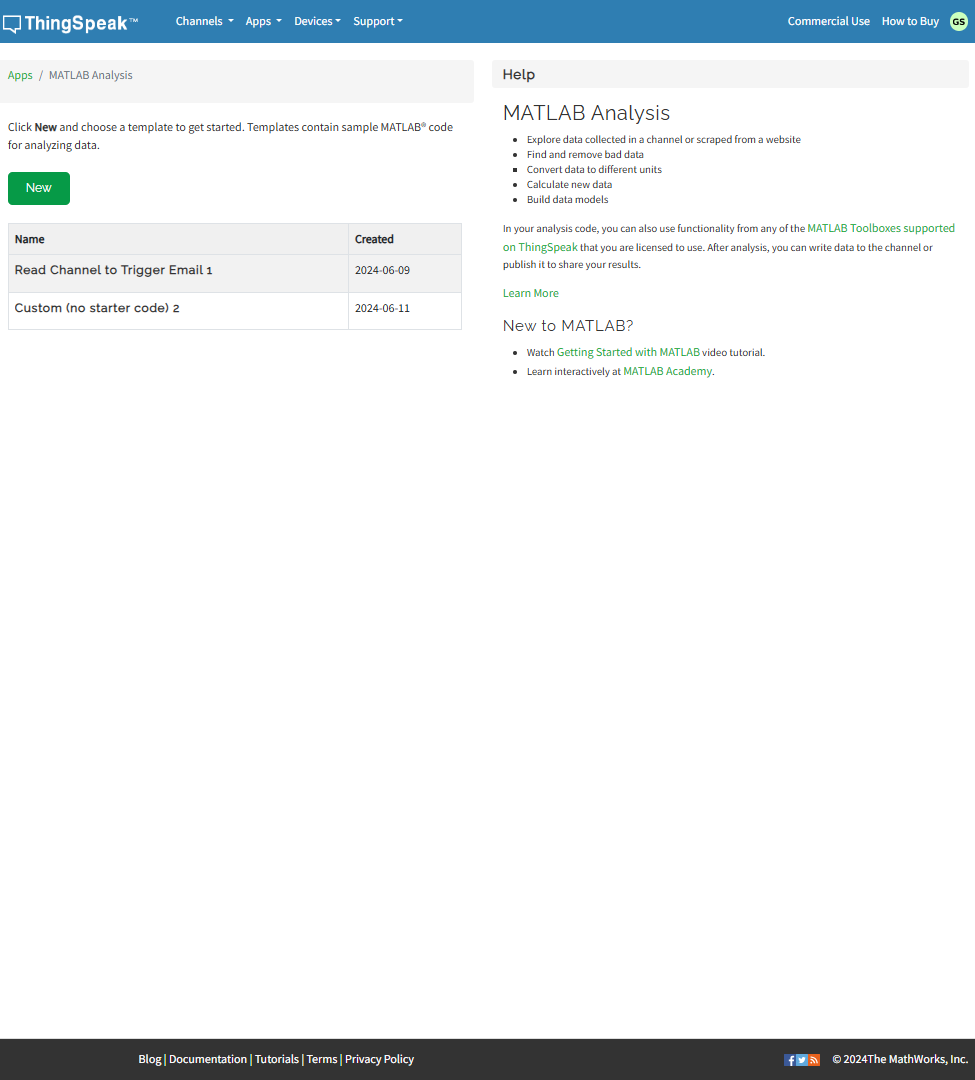 ThingSpeak™ Channels Apps Devices Support Commercial Use How to Buy GS
Apps / MATLAB Analysis
Click New and choose a template to get started. Templates contain sample MATLAB® code
for analyzing data.
New
Name Created
Read Channel to Trigger Email 1 2024-06-09
Custom (no starter code) 2 2024-06-11
Help
MATLAB Analysis
Explore data collected in a channel or scraped from a website
Find and remove bad data
Convert data to different units
Calculate new data
Build data models
In your analysis code, you can also use functionality from any of the MATLAB Toolboxes supported
on ThingSpeak that you are licensed to use. After analysis, you can write data to the channel or
publish it to share your results.
Learn More
New to MATLAB?
Watch Getting Started with MATLAB video tutorial.
Learn interactively at MATLAB Academy.
Blog | Documentation | Tutorials | Terms | Privacy Policy © 2024The MathWorks, Inc.